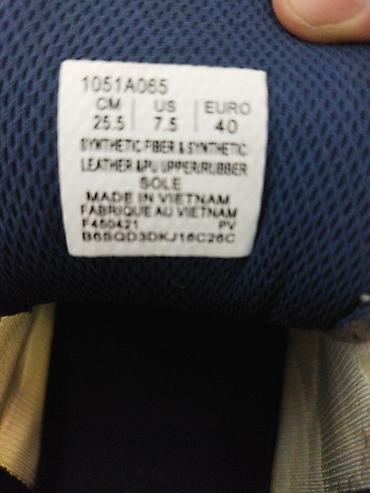 1051A065
CM | US | EURO
25.5 | 7.5 | 40
SYNTHETIC FIBER & SYNTHETIC
LEATHER &PU UPPER/RUBBER
SOLE
MADE IN VIETNAM
FABRIQUE AU VIETNAM
F450421 PV
B6SQD3DKJ16C26C